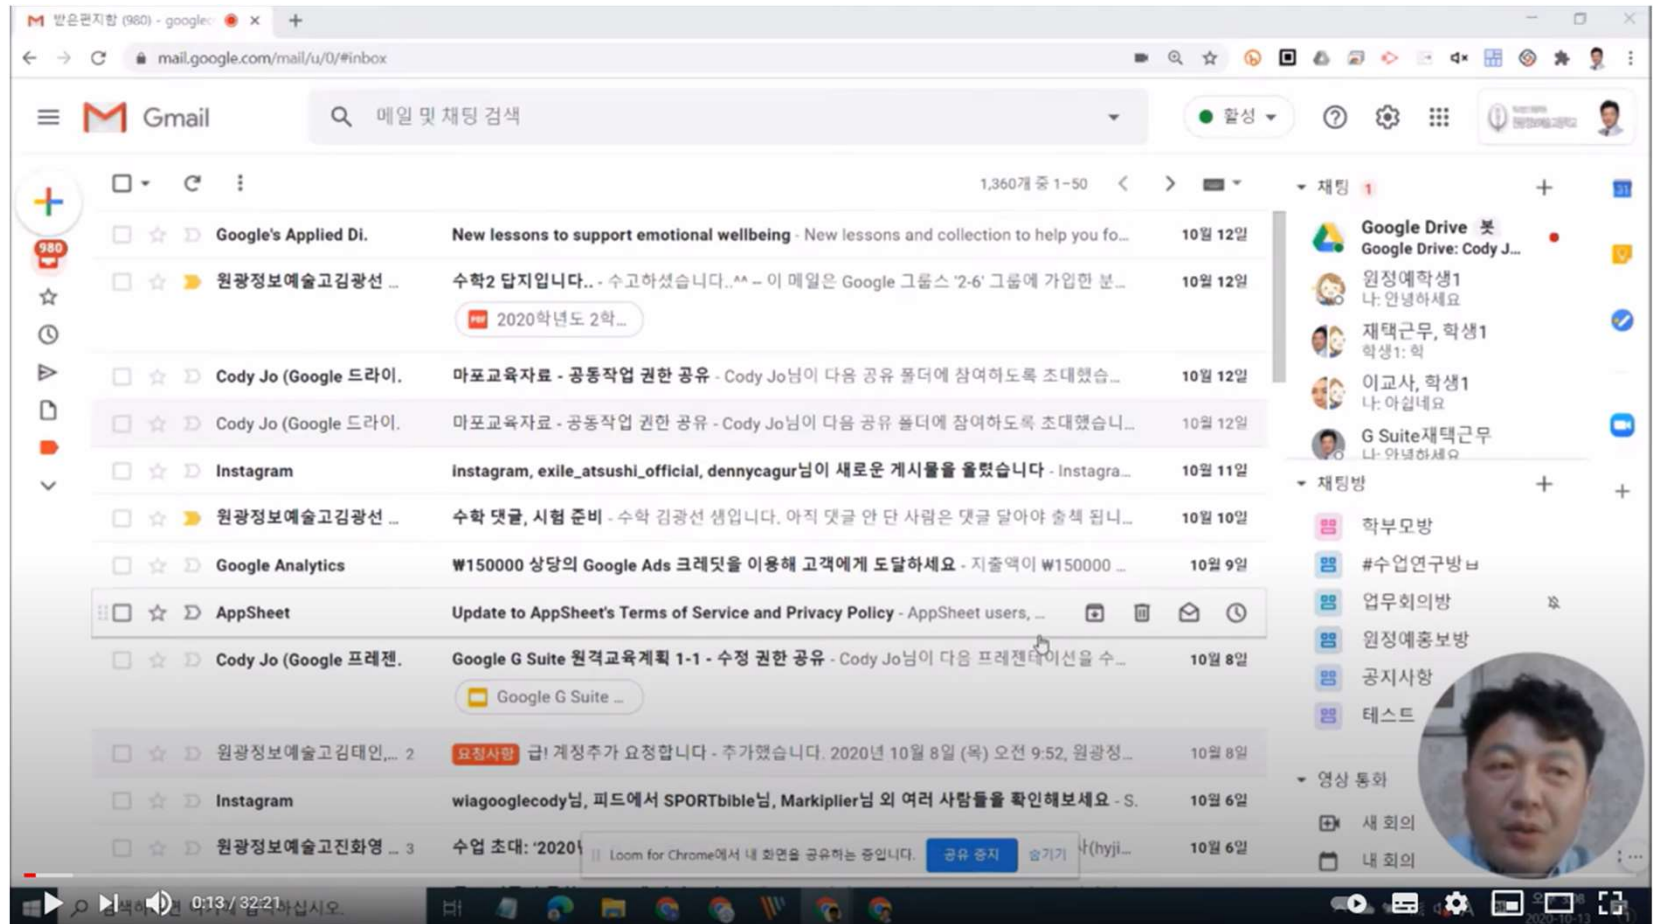 받은편지함 (980) - googlec
mail.google.com/mail/u/0/#inbox
Gmail
메일 및 채팅 검색
활성
1,360개 중 1-50
980
Google's Applied Di.
New lessons to support emotional wellbeing - New lessons and collection to help you fo...
10월 12일
원광정보예술고김광선 ...
수학2 답지입니다.. - 수고하셨습니다..^^ – 이 메일은 Google 그룹스 '2-6' 그룹에 가입한 분...
10월 12일
PDF
2020학년도 2학...
Cody Jo (Google 드라이.
마포교육자료 - 공동작업 권한 공유 - Cody Jo님이 다음 공유 폴더에 참여하도록 초대했습...
10월 12일
Cody Jo (Google 드라이.
마포교육자료 - 공동작업 권한 공유 - Cody Jo님이 다음 공유 폴더에 참여하도록 초대했습니...
10월 12일
Instagram
instagram, exile_atsushi_official, dennycagur님이 새로운 게시물을 올렸습니다 - Instagra...
10월 11일
원광정보예술고김광선 ...
수학 댓글, 시험 준비 - 수학 김광선 샘입니다. 아직 댓글 안 단 사람은 댓글 달아야 출첵 됩니...
10월 10일
Google Analytics
₩150000 상당의 Google Ads 크레딧을 이용해 고객에게 도달하세요 - 지출액이 ₩150000 ...
10월 9일
AppSheet
Update to AppSheet's Terms of Service and Privacy Policy - AppSheet users, ...
Cody Jo (Google 프레젠.
Google G Suite 원격교육계획 1-1 - 수정 권한 공유 - Cody Jo님이 다음 프레젠테이션을 수...
10월 8일
Google G Suite ...
원광정보예술고김태인,... 2
요청사항 급! 계정추가 요청합니다 - 추가했습니다. 2020년 10월 8일 (목) 오전 9:52, 원광정...
10월 8일
Instagram
wiagooglecody님, 피드에서 SPORTbible님, Markiplier님 외 여러 사람들을 확인해보세요 - S.
10월 6일
원광정보예술고진화영 ... 3
수업 초대: '2020
(hyji...
10월 6일
Loom for Chrome에서 내 화면을 공유하는 중입니다.
공유 중지
숨기기
채팅 1
Google Drive 봇
Google Drive: Cody J...
원정예학생1
나: 안녕하세요
재택근무, 학생1
학생1: 학
이교사, 학생1
나: 아쉽네요
G Suite재택근무
나: 안녕하세요
채팅방
학부모방
#수업연구방ㅂ
업무회의방
원정예홍보방
공지사항
테스트
영상 통화
새 회의
내 회의
31
0:13 / 32:21